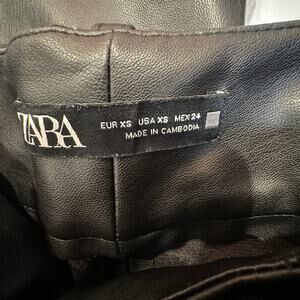 ZARA
EUR XS USA XS MEX 24
MADE IN CAMBODIA